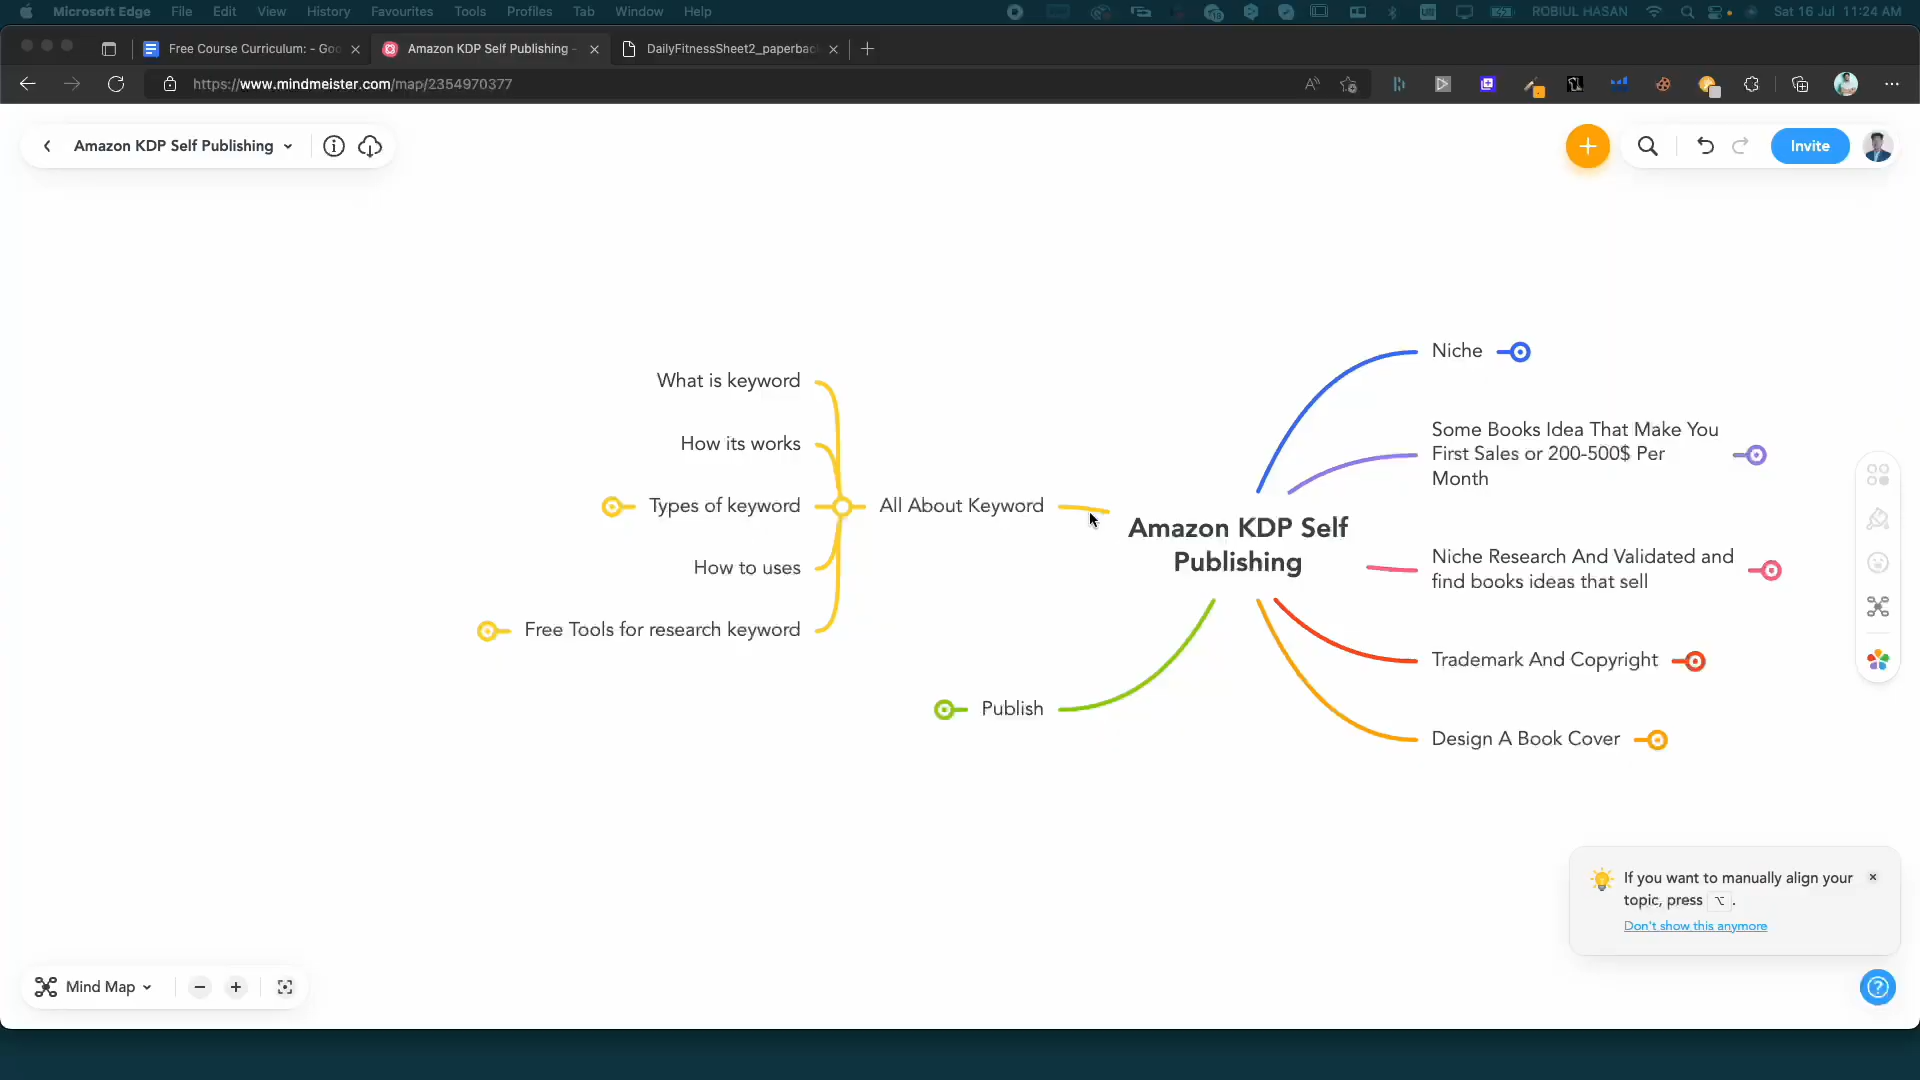 Microsoft Edge File Edit View History Favourites Tools Profiles Tab Window Help ROBIUL HASAN Sat 16 Jul 11:24 AM
Free Course Curriculum: - Goo Amazon KDP Self Publishing - DailyFitnessSheet2_paperbac
https://www.mindmeister.com/map/2354970377
Amazon KDP Self Publishing
Invite
What is keyword
How its works
Types of keyword
How to uses
Free Tools for research keyword
All About Keyword
Publish
Amazon KDP Self
Publishing
Niche
Some Books Idea That Make You
First Sales or 200-500$ Per
Month
Niche Research And Validated and
find books ideas that sell
Trademark And Copyright
Design A Book Cover
If you want to manually align your
topic, press ⌥ .
Don't show this anymore
Mind Map